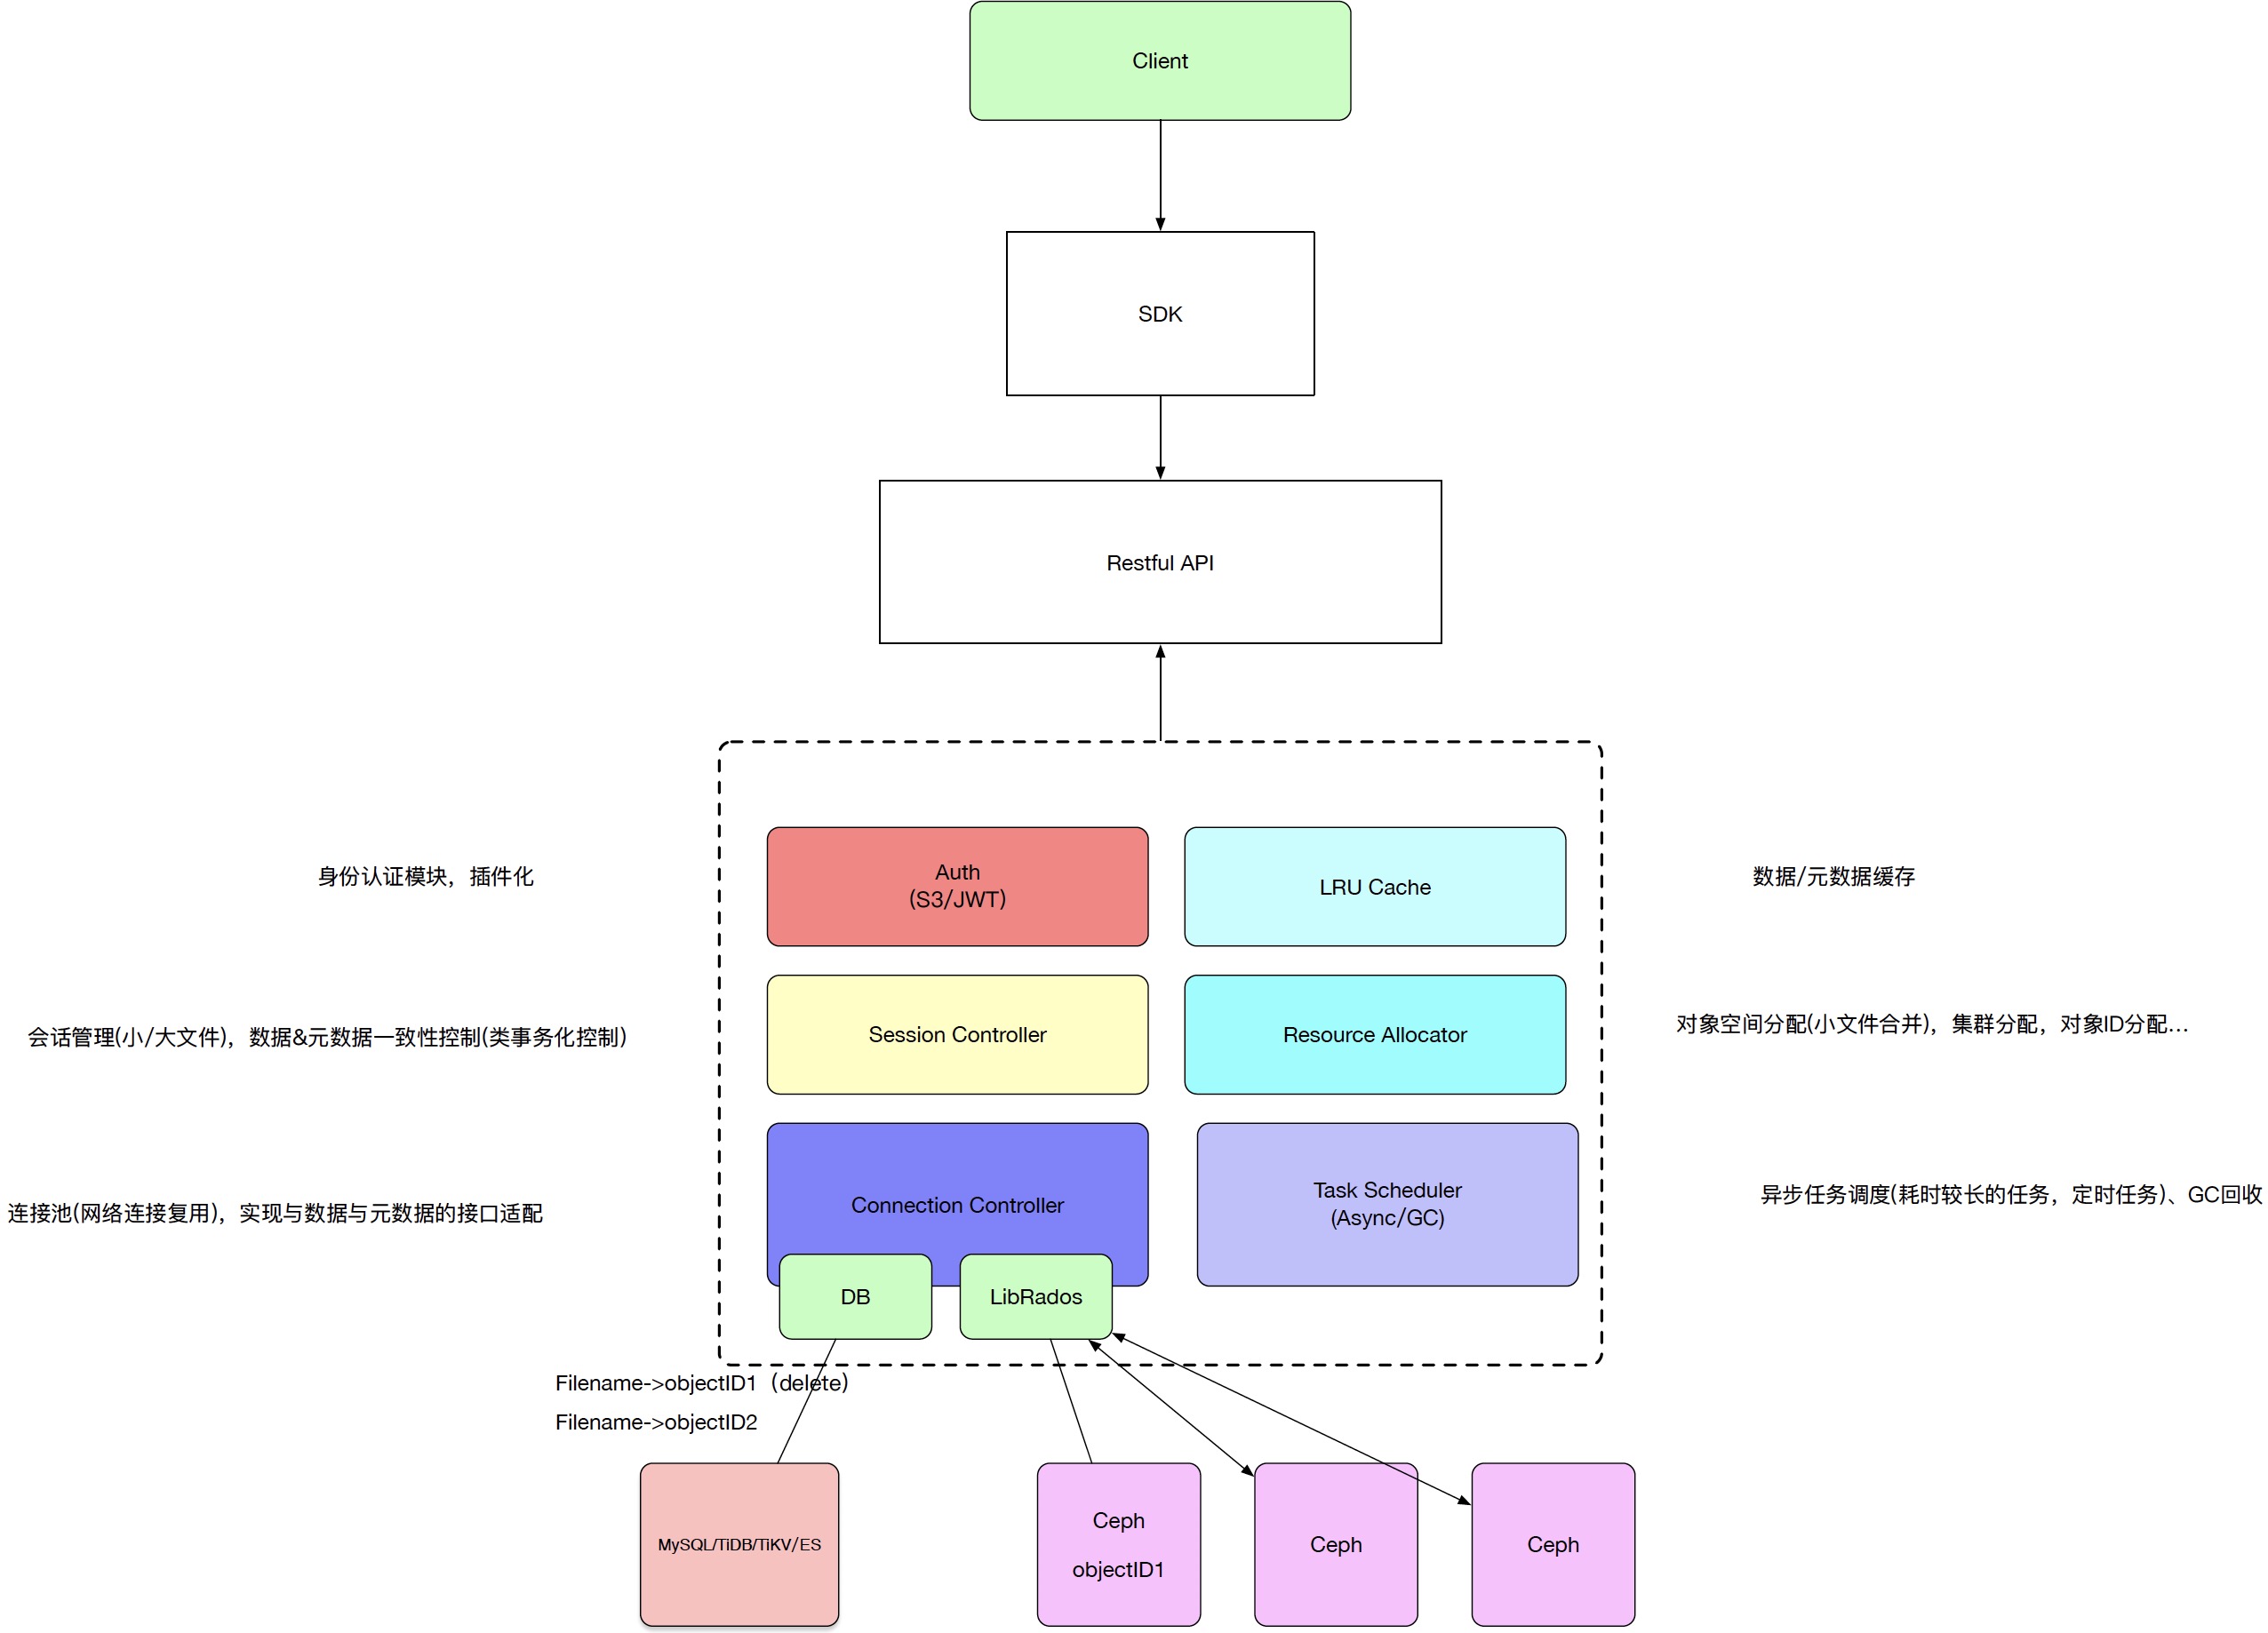 Client
SDK
Restful API
身份认证模块，插件化
Auth
(S3/JWT)
LRU Cache
数据/元数据缓存
会话管理(小/大文件)，数据&元数据一致性控制(类事务化控制)
Session Controller
Resource Allocator
对象空间分配(小文件合并)，集群分配，对象ID分配...
连接池(网络连接复用)，实现与数据与元数据的接口适配
Connection Controller
Task Scheduler
(Async/GC)
异步任务调度(耗时较长的任务，定时任务)、GC回收
DB
LibRados
Filename->objectID1（delete）
Filename->objectID2
MySQL/TiDB/TiKV/ES
Ceph
objectID1
Ceph
Ceph